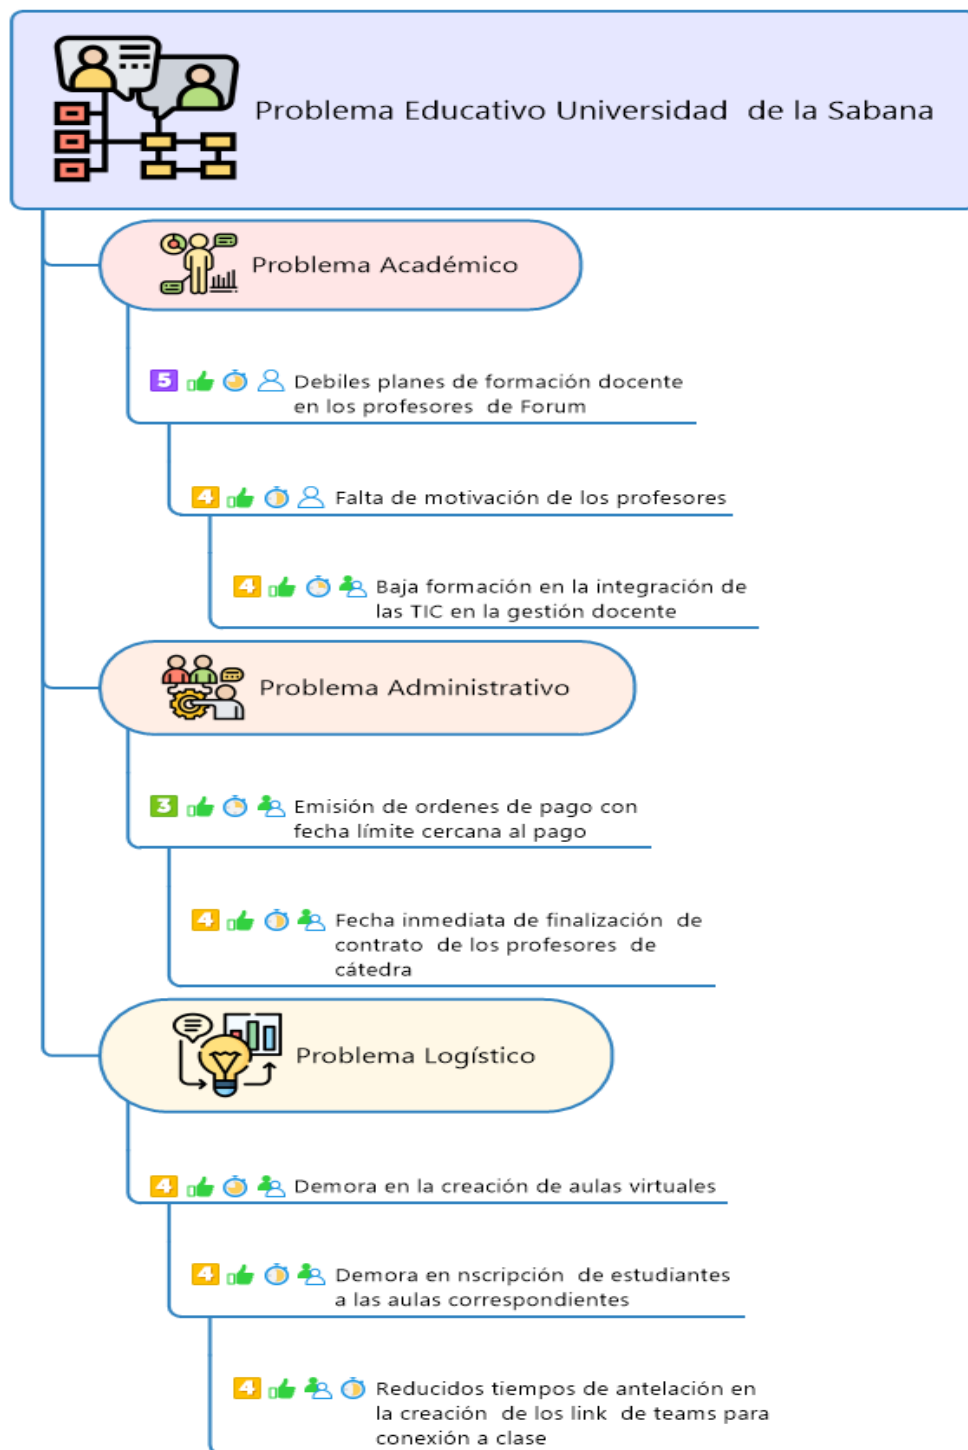 Problema Educativo Universidad de la Sabana
Problema Académico
5 Debiles planes de formación docente
en los profesores de Forum
4 Falta de motivación de los profesores
4 Baja formación en la integración de
las TIC en la gestión docente
Problema Administrativo
3 Emisión de ordenes de pago con
fecha límite cercana al pago
4 Fecha inmediata de finalización de
contrato de los profesores de
cátedra
Problema Logístico
4 Demora en la creación de aulas virtuales
4 Demora en nscripción de estudiantes
a las aulas correspondientes
4 Reducidos tiempos de antelación en
la creación de los link de teams para
conexión a clase